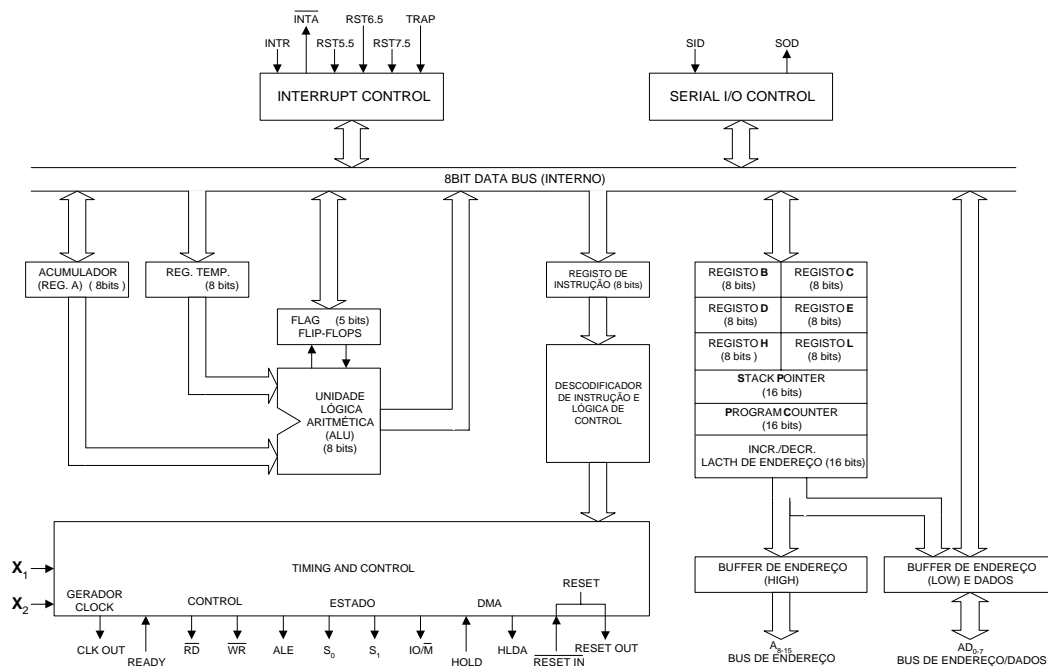 RST6.5
INTA TRAP
INTR RST5.5 RST7.5
SID SOD
INTERRUPT CONTROL
SERIAL I/O CONTROL
8BIT DATA BUS (INTERNO)
ACUMULADOR
(REG. A) ( 8bits )
REG. TEMP.
(8 bits)
FLAG (5 bits)
FLIP-FLOPS
UNIDADE
LÓGICA
ARITMÉTICA
(ALU)
(8 bits)
REGISTO DE
INSTRUÇÃO (8 bits)
DESCODIFICADOR
DE INSTRUÇÃO E
LÓGICA DE
CONTROL
REGISTO B
(8 bits)
REGISTO C
(8 bits)
REGISTO D
(8 bits)
REGISTO E
(8 bits)
REGISTO H
(8 bits )
REGISTO L
(8 bits)
STACK POINTER
(16 bits)
PROGRAM COUNTER
(16 bits)
INCR./DECR.
LACTH DE ENDEREÇO (16 bits)
X1
X2
TIMING AND CONTROL
GERADOR
CLOCK
CONTROL
ESTADO
DMA
RESET
CLK OUT
READY
RD
WR
ALE
S0
S1
IO/M
HOLD
HLDA
RESET IN
RESET OUT
BUFFER DE ENDEREÇO
(HIGH)
BUFFER DE ENDEREÇO
(LOW) E DADOS
A8-15
BUS DE ENDEREÇO
AD0-7
BUS DE ENDEREÇO/DADOS